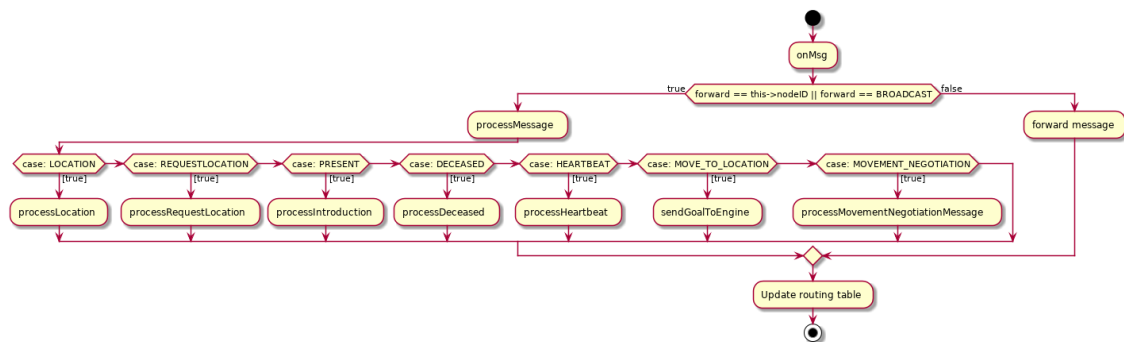 onMsg
true
forward == this->nodeID || forward == BROADCAST
false
processMessage
forward message
case: LOCATION
case: REQUESTLOCATION
case: PRESENT
case: DECEASED
case: HEARTBEAT
case: MOVE_TO_LOCATION
case: MOVEMENT_NEGOTIATION
[true]
[true]
[true]
[true]
[true]
[true]
[true]
processLocation
processRequestLocation
processIntroduction
processDeceased
processHeartbeat
sendGoalToEngine
processMovementNegotiationMessage
Update routing table